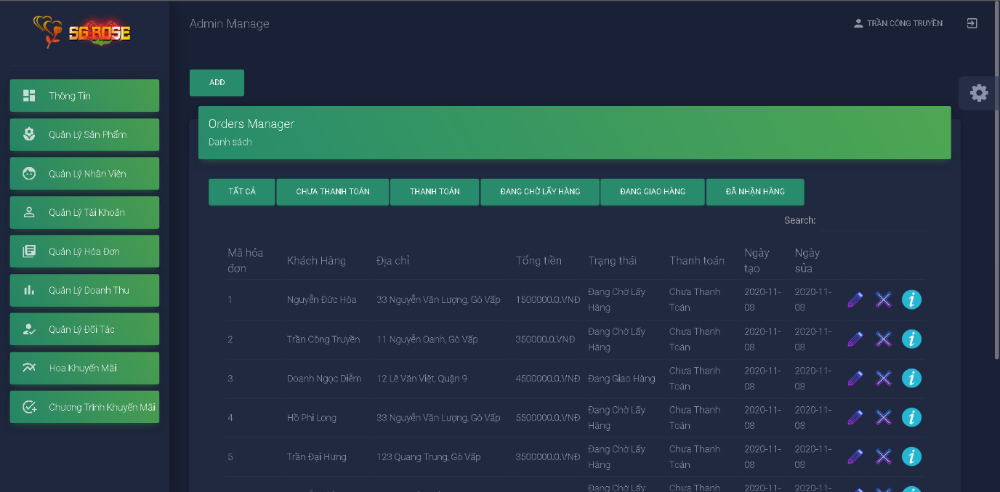 SG ROSE
Admin Manage
TRẦN CÔNG TRUYỀN
Thông Tin
Quản Lý Sản Phẩm
Quản Lý Nhân Viên
Quản Lý Tài Khoản
Quản Lý Hóa Đơn
Quản Lý Doanh Thu
Quản Lý Đối Tác
Hoa Khuyến Mãi
Chương Trình Khuyến Mãi
ADD
Orders Manager
Danh sách
TẤT CẢ CHƯA THANH TOÁN THANH TOÁN ĐANG CHỜ LẤY HÀNG ĐANG GIAO HÀNG ĐÃ NHẬN HÀNG
Search:
Mã hóa đơn Khách Hàng Địa chỉ Tổng tiền Trạng thái Thanh toán Ngày tạo Ngày sửa
1 Nguyễn Đức Hòa 33 Nguyễn Văn Lượng, Gò Vấp 1500000.0.VNĐ Đang Chờ Lấy Hàng Chưa Thanh Toán 2020-11-08 2020-11-08
2 Trần Công Truyền 11 Nguyễn Oanh, Gò Vấp 350000.0.VNĐ Đang Chờ Lấy Hàng Chưa Thanh Toán 2020-11-08 2020-11-08
3 Doanh Ngọc Diễm 12 Lê Văn Việt, Quận 9 4500000.0.VNĐ Đang Giao Hàng Chưa Thanh Toán 2020-11-08 2020-11-08
4 Hồ Phi Long 33 Nguyễn Văn Lượng, Gò Vấp 5500000.0.VNĐ Đang Chờ Lấy Hàng Chưa Thanh Toán 2020-11-08 2020-11-08
5 Trần Đại Hưng 123 Quang Trung, Gò Vấp 3500000.0.VNĐ Đang Chờ Lấy Hàng Chưa Thanh Toán 2020-11-08 2020-11-08
Đang Chờ Lấy Chưa Thanh 2020-11- 2020-11-